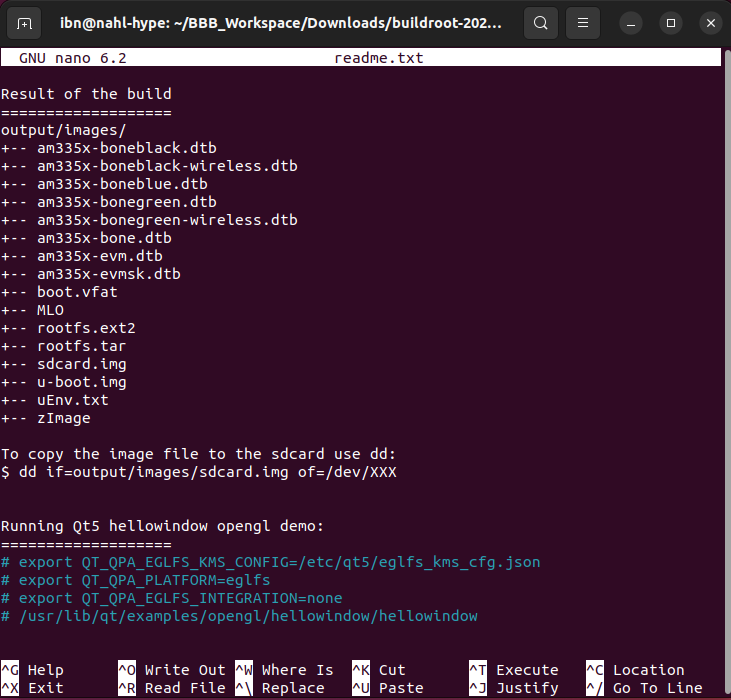 ibn@nahl-hype: ~/BBB_Workspace/Downloads/buildroot-202...
GNU nano 6.2 readme.txt
Result of the build
===================
output/images/
+-- am335x-boneblack.dtb
+-- am335x-boneblack-wireless.dtb
+-- am335x-boneblue.dtb
+-- am335x-bonegreen.dtb
+-- am335x-bonegreen-wireless.dtb
+-- am335x-bone.dtb
+-- am335x-evm.dtb
+-- am335x-evmsk.dtb
+-- boot.vfat
+-- MLO
+-- rootfs.ext2
+-- rootfs.tar
+-- sdcard.img
+-- u-boot.img
+-- uEnv.txt
+-- zImage
To copy the image file to the sdcard use dd:
$ dd if=output/images/sdcard.img of=/dev/XXX
Running Qt5 hellowindow opengl demo:
===================
# export QT_QPA_EGLFS_KMS_CONFIG=/etc/qt5/eglfs_kms_cfg.json
# export QT_QPA_PLATFORM=eglfs
# export QT_QPA_EGLFS_INTEGRATION=none
# /usr/lib/qt/examples/opengl/hellowindow/hellowindow
^G Help ^O Write Out ^W Where Is ^K Cut ^T Execute ^C Location
^X Exit ^R Read File ^\ Replace ^U Paste ^J Justify ^/ Go To Line